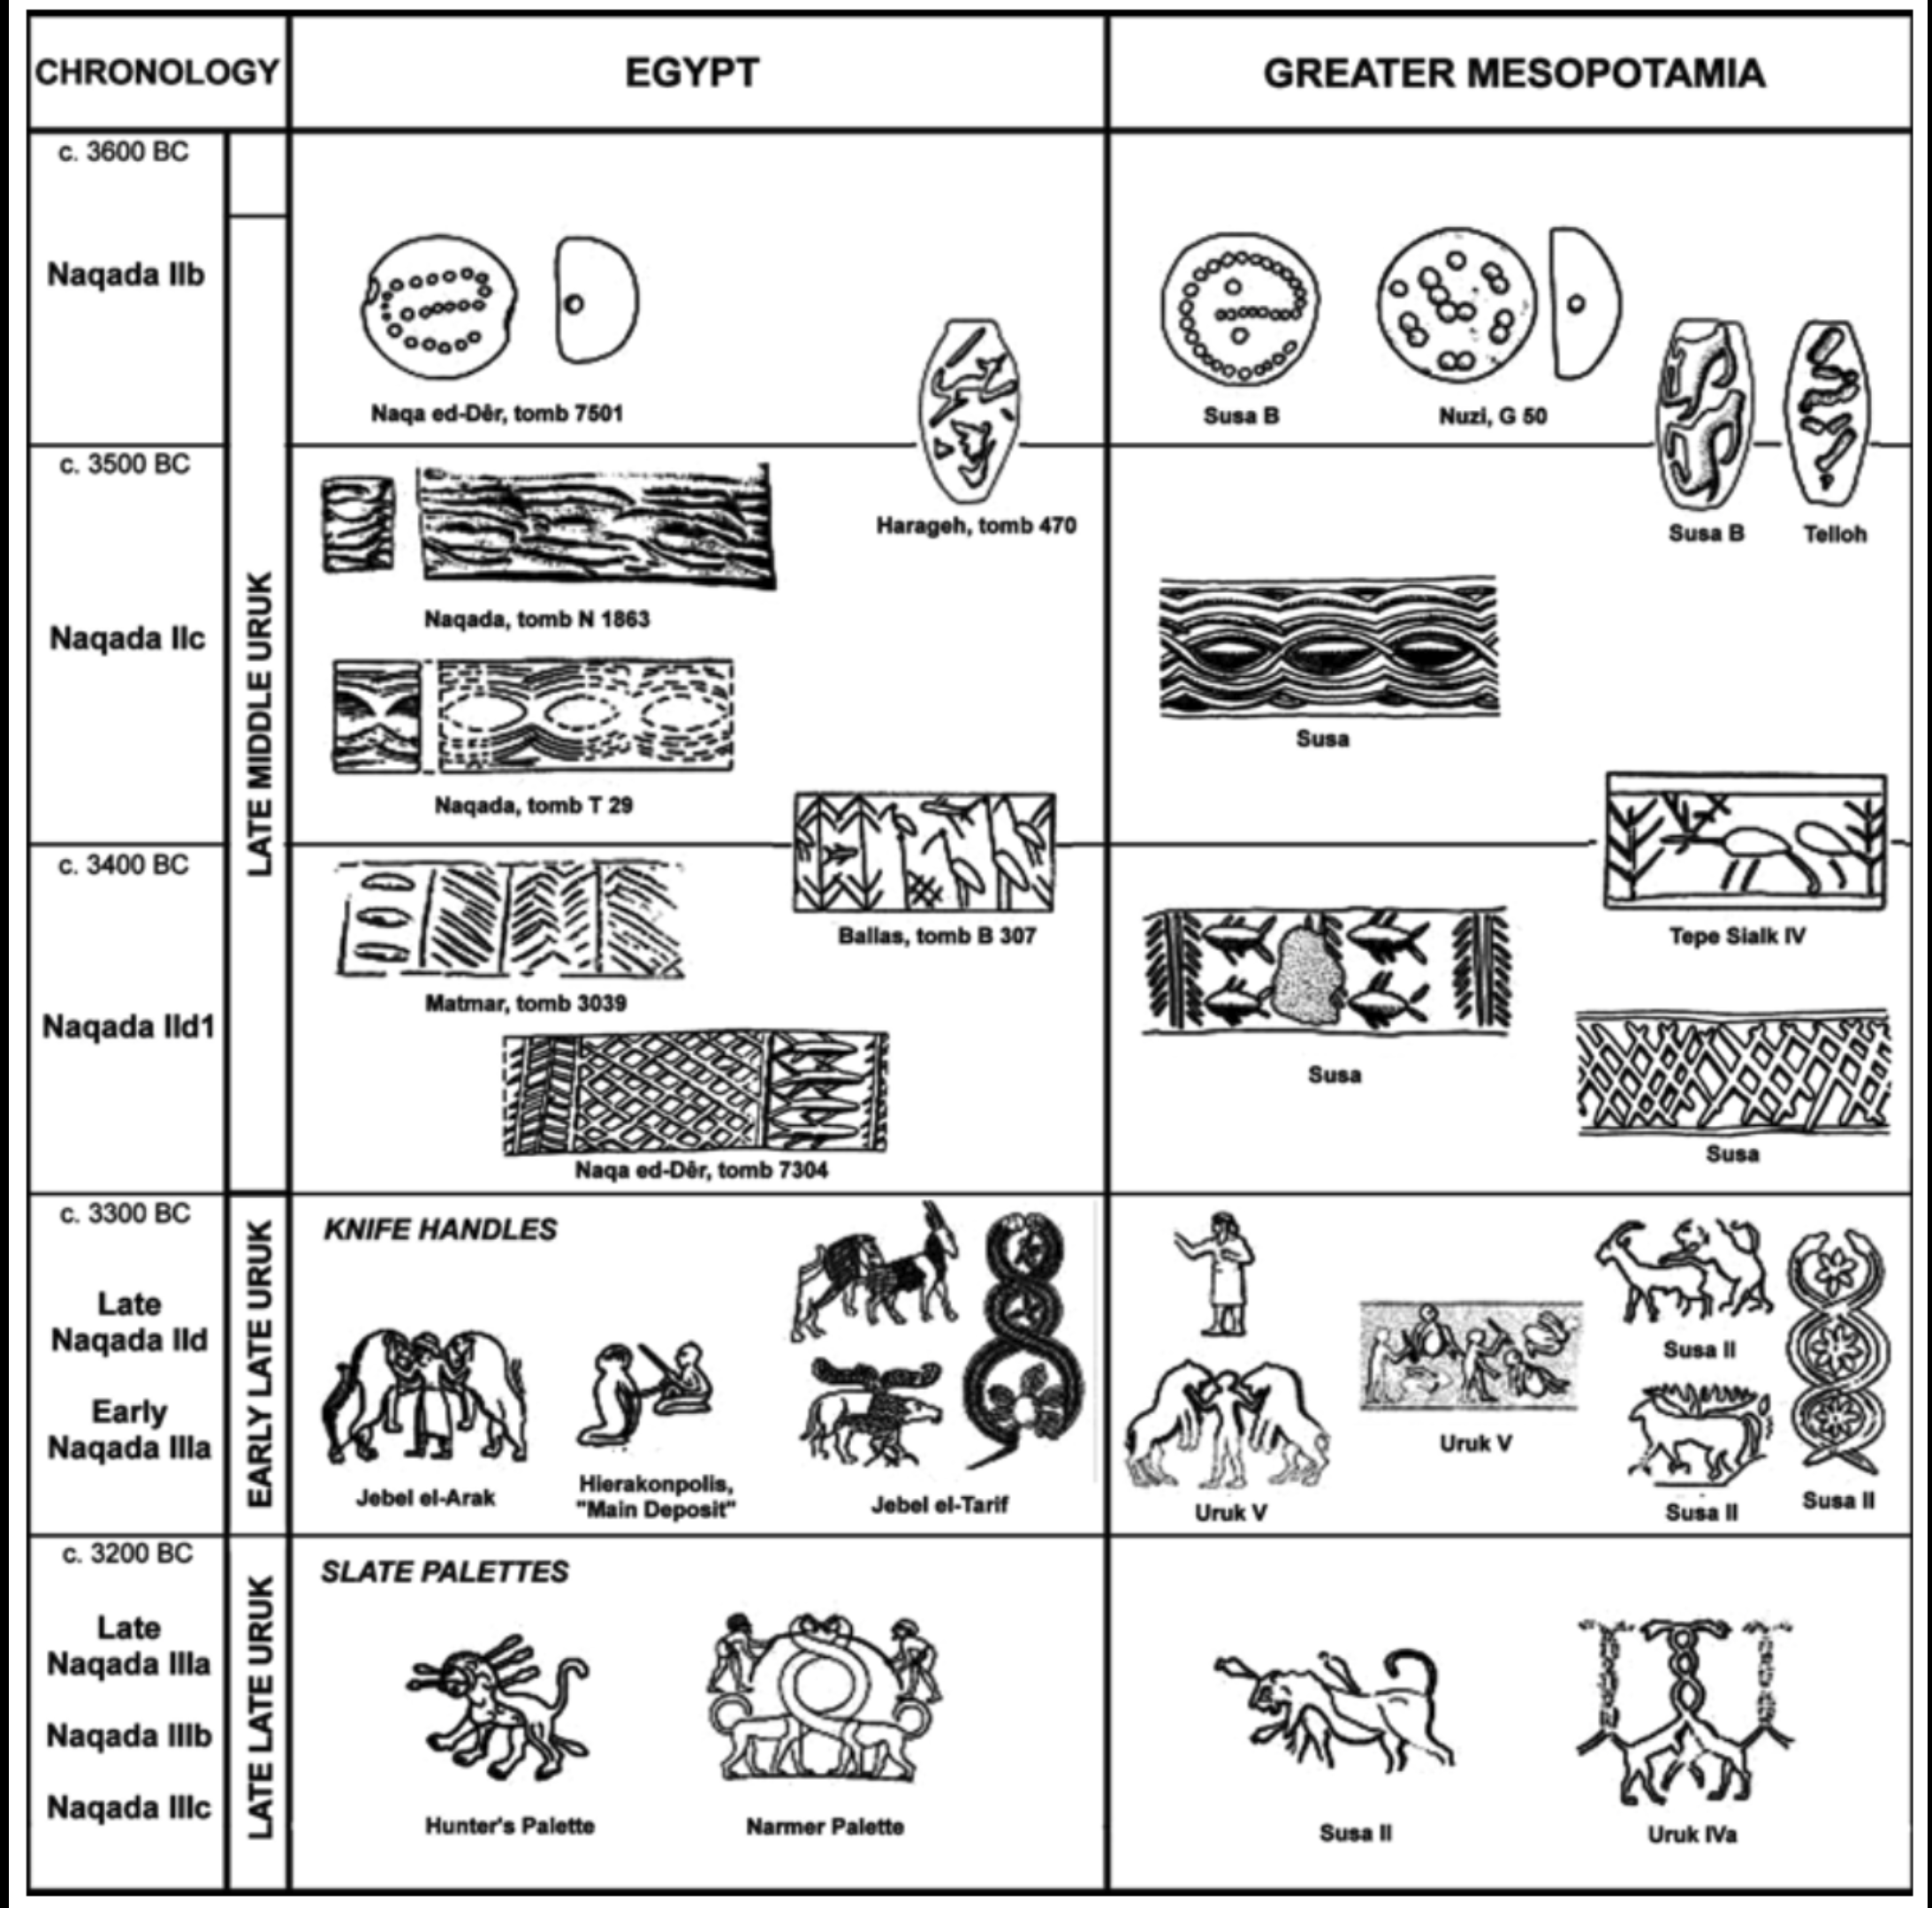 CHRONOLOGY
EGYPT
GREATER MESOPOTAMIA
c. 3600 BC
Naqada IIb
LATE MIDDLE URUK
Naqa ed-Dêr, tomb 7501
Harageh, tomb 470
Susa B
Nuzi, G 50
Susa B
Telloh
c. 3500 BC
Naqada IIc
Naqada, tomb N 1863
Naqada, tomb T 29
Ballas, tomb B 307
Susa
Tepe Sialk IV
c. 3400 BC
Naqada IId1
Matmar, tomb 3039
Naqa ed-Dêr, tomb 7304
Susa
Susa
c. 3300 BC
Late
Naqada IId
Early
Naqada IIIa
EARLY LATE URUK
KNIFE HANDLES
Jebel el-Arak
Hierakonpolis,
"Main Deposit"
Jebel el-Tarif
Uruk V
Uruk V
Susa II
Susa II
Susa II
c. 3200 BC
Late
Naqada IIIa
Naqada IIIb
Naqada IIIc
LATE LATE URUK
SLATE PALETTES
Hunter's Palette
Narmer Palette
Susa II
Uruk IVa